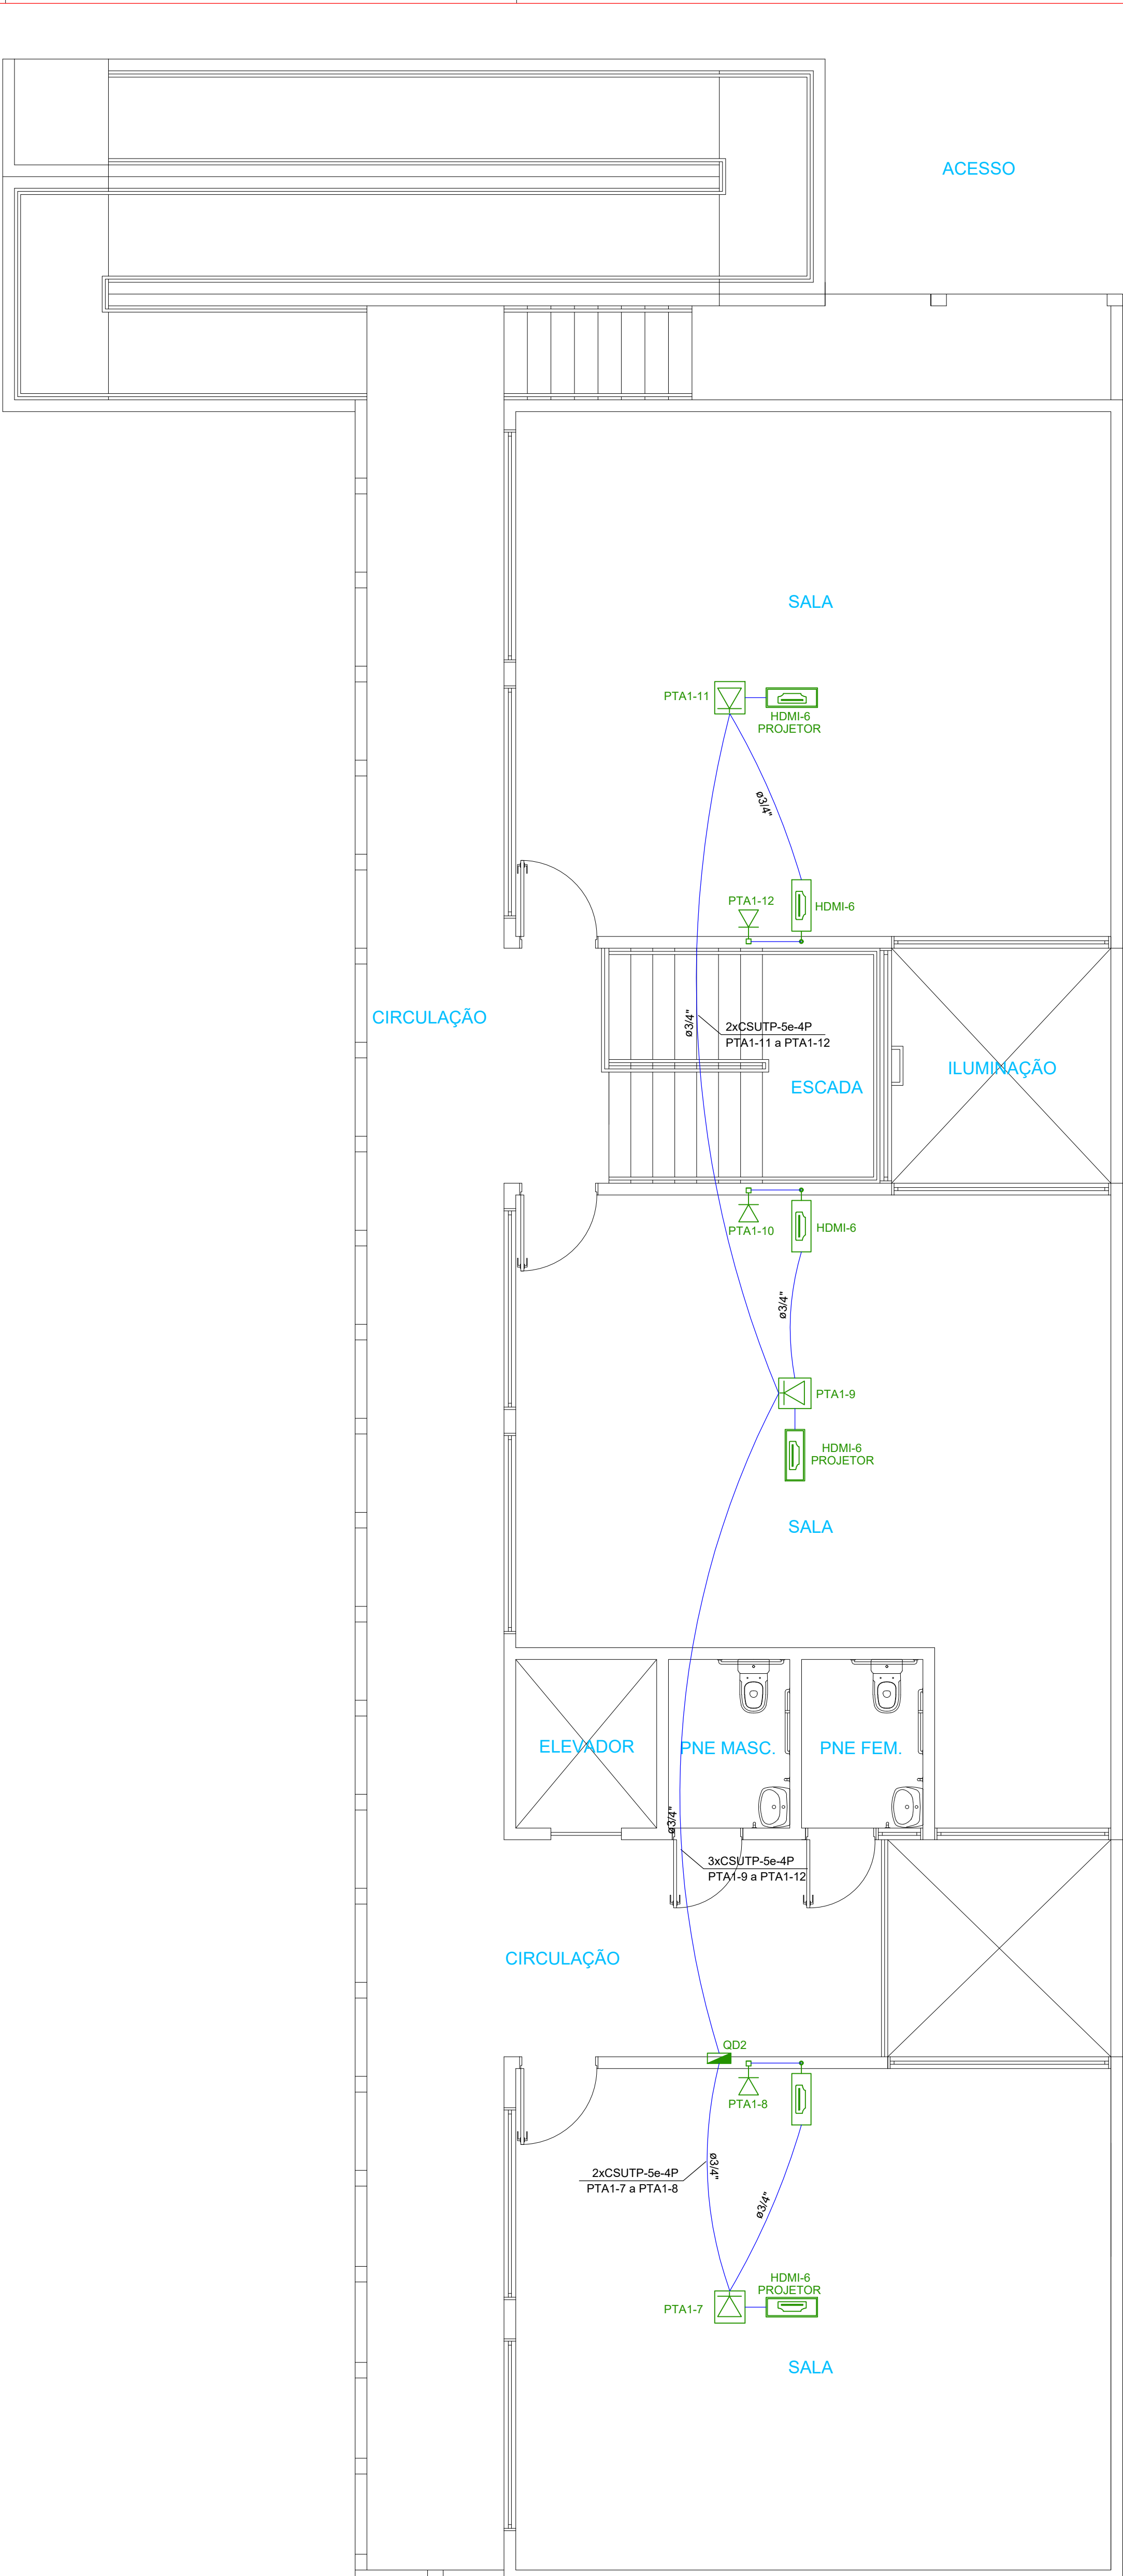 ACESSO
SALA
PTA1-11
HDMI-6
PROJETOR
ø3/4"
PTA1-12
HDMI-6
CIRCULAÇÃO
ø3/4"
2xCSUTP-5e-4P
PTA1-11 a PTA1-12
ESCADA
ILUMINAÇÃO
PTA1-10
HDMI-6
ø3/4"
PTA1-9
HDMI-6
PROJETOR
SALA
ELEVADOR
PNE MASC.
PNE FEM.
ø3/4"
3xCSUTP-5e-4P
PTA1-9 a PTA1-12
CIRCULAÇÃO
QD2
PTA1-8
ø3/4"
2xCSUTP-5e-4P
PTA1-7 a PTA1-8
ø3/4"
HDMI-6
PROJETOR
PTA1-7
SALA